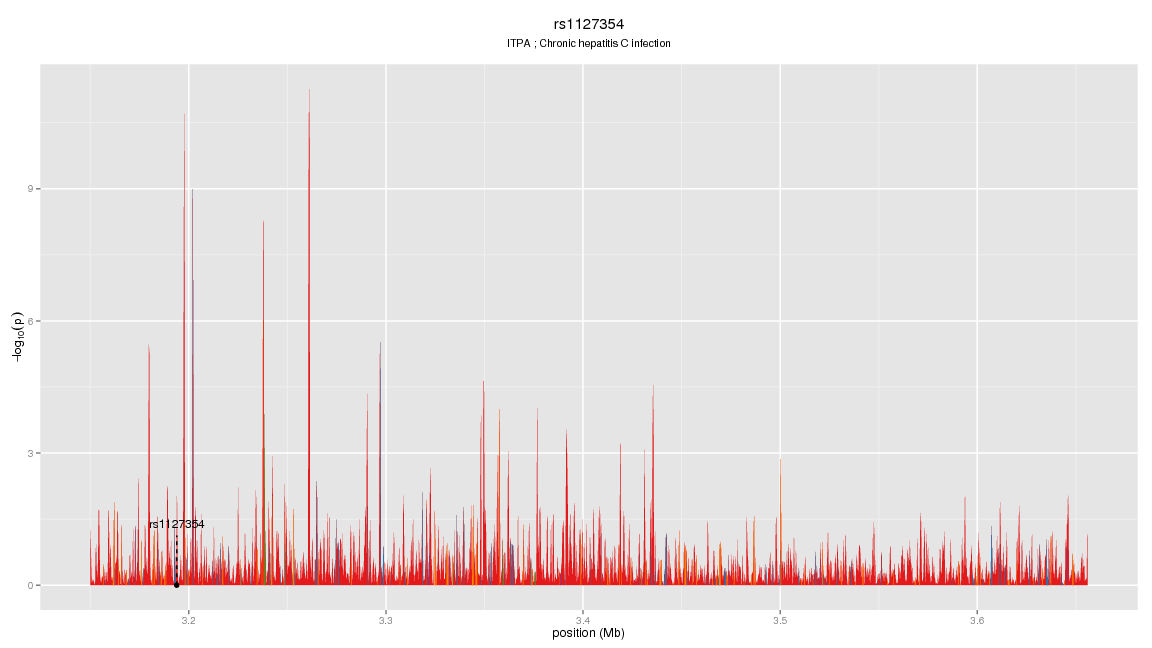 rs1127354
ITPA ; Chronic hepatitis C infection
−log10(p)
9
6
3
0
rs1127354
3.2
3.3
3.4
3.5
3.6
position (Mb)